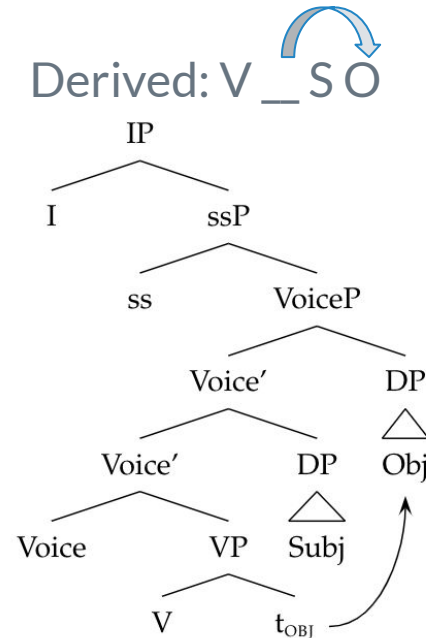 Derived: V __ S O
IP
I ssP
ss VoiceP
Voice′ DP
Voice′ DP Obj
Voice VP Subj
V tOBJ